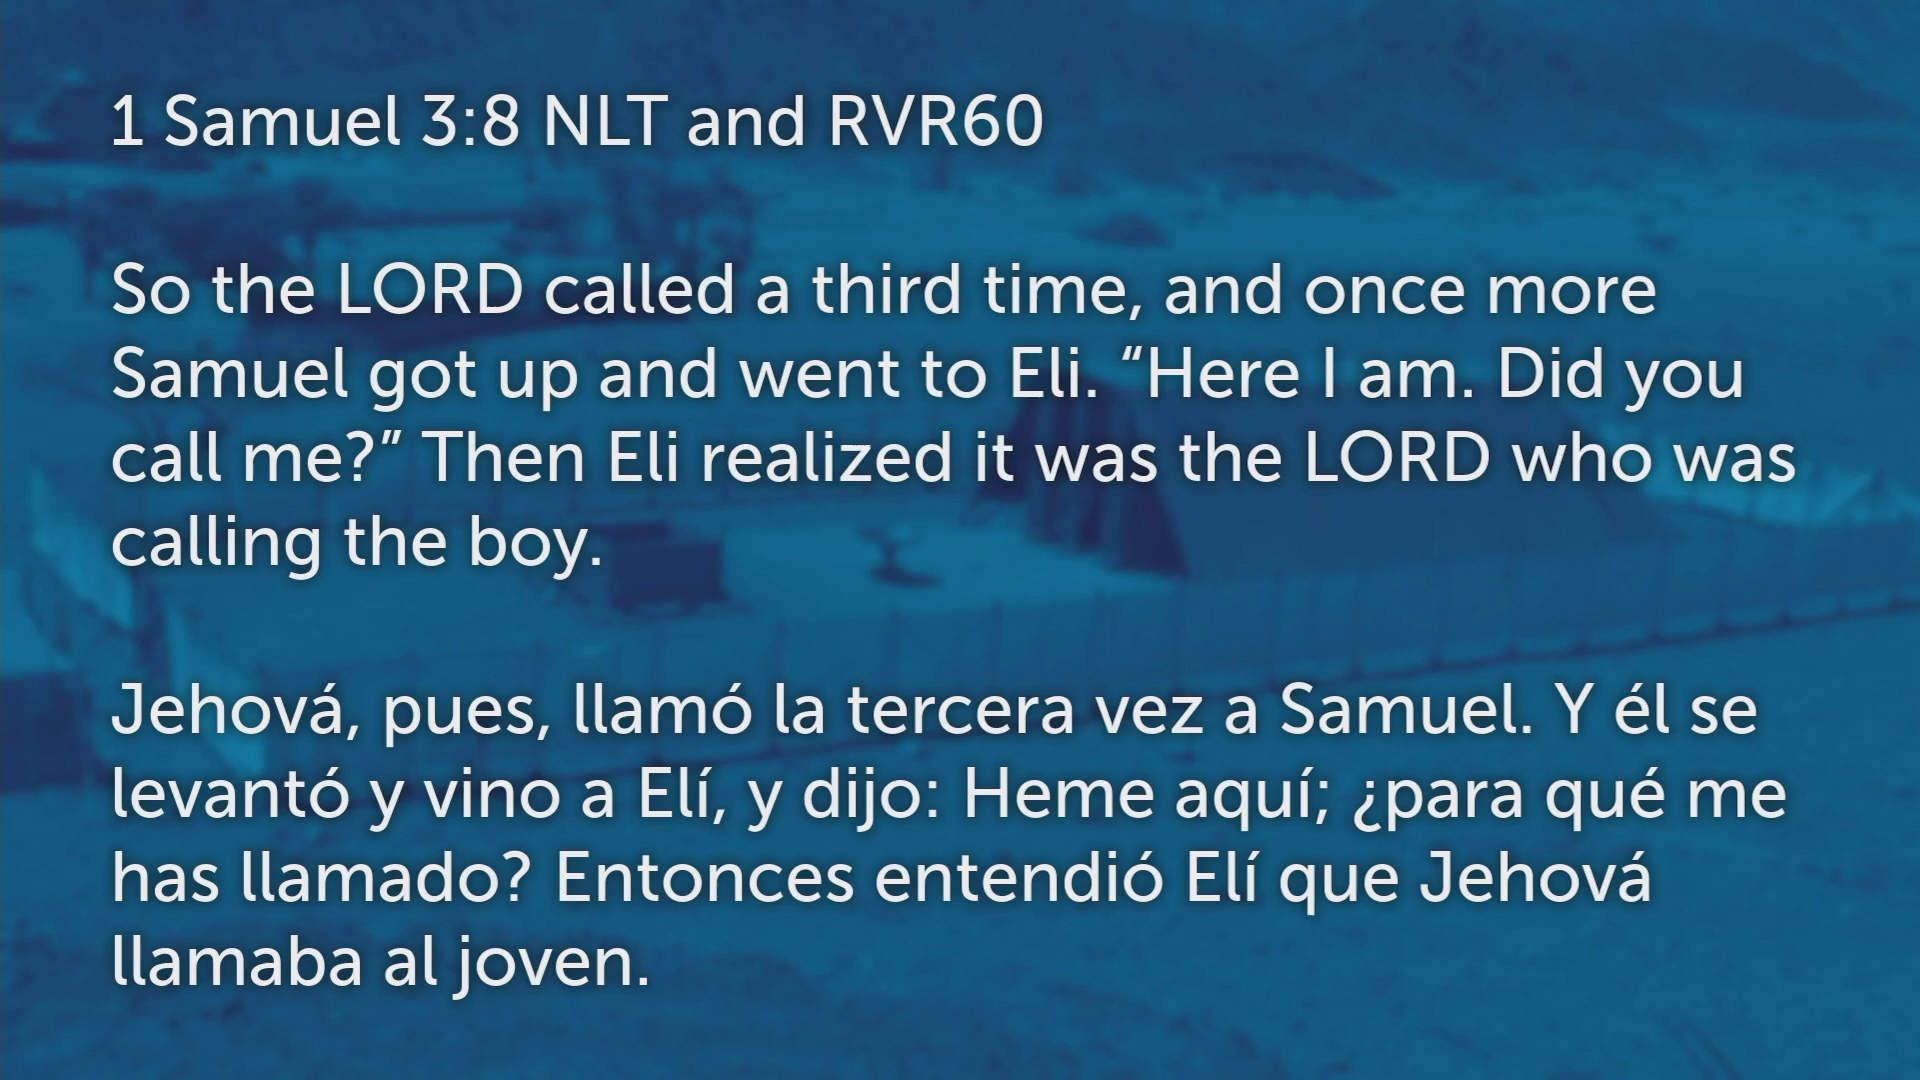 1 Samuel 3:8 NLT and RVR60
So the LORD called a third time, and once more
Samuel got up and went to Eli. “Here I am. Did you
call me?” Then Eli realized it was the LORD who was
calling the boy.
Jehová, pues, llamó la tercera vez a Samuel. Y él se
levantó y vino a Elí, y dijo: Heme aquí; ¿para qué me
has llamado? Entonces entendió Elí que Jehová
llamaba al joven.